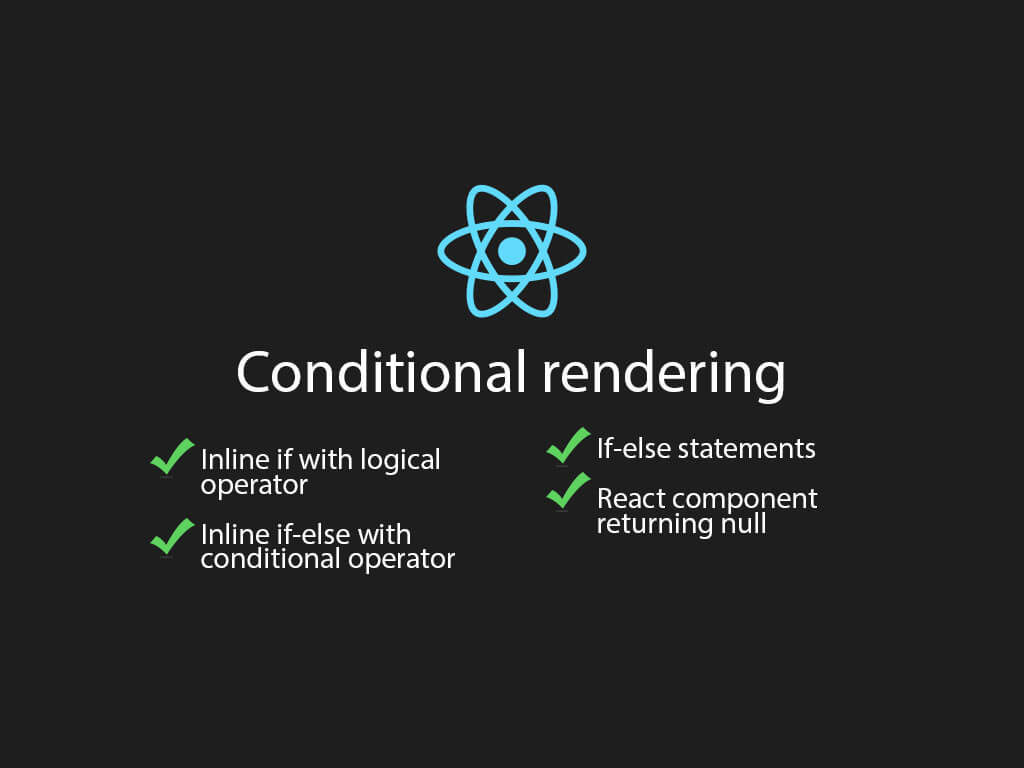 Conditional rendering
Inline if with logical
operator
Inline if-else with
conditional operator
If-else statements
React component
returning null